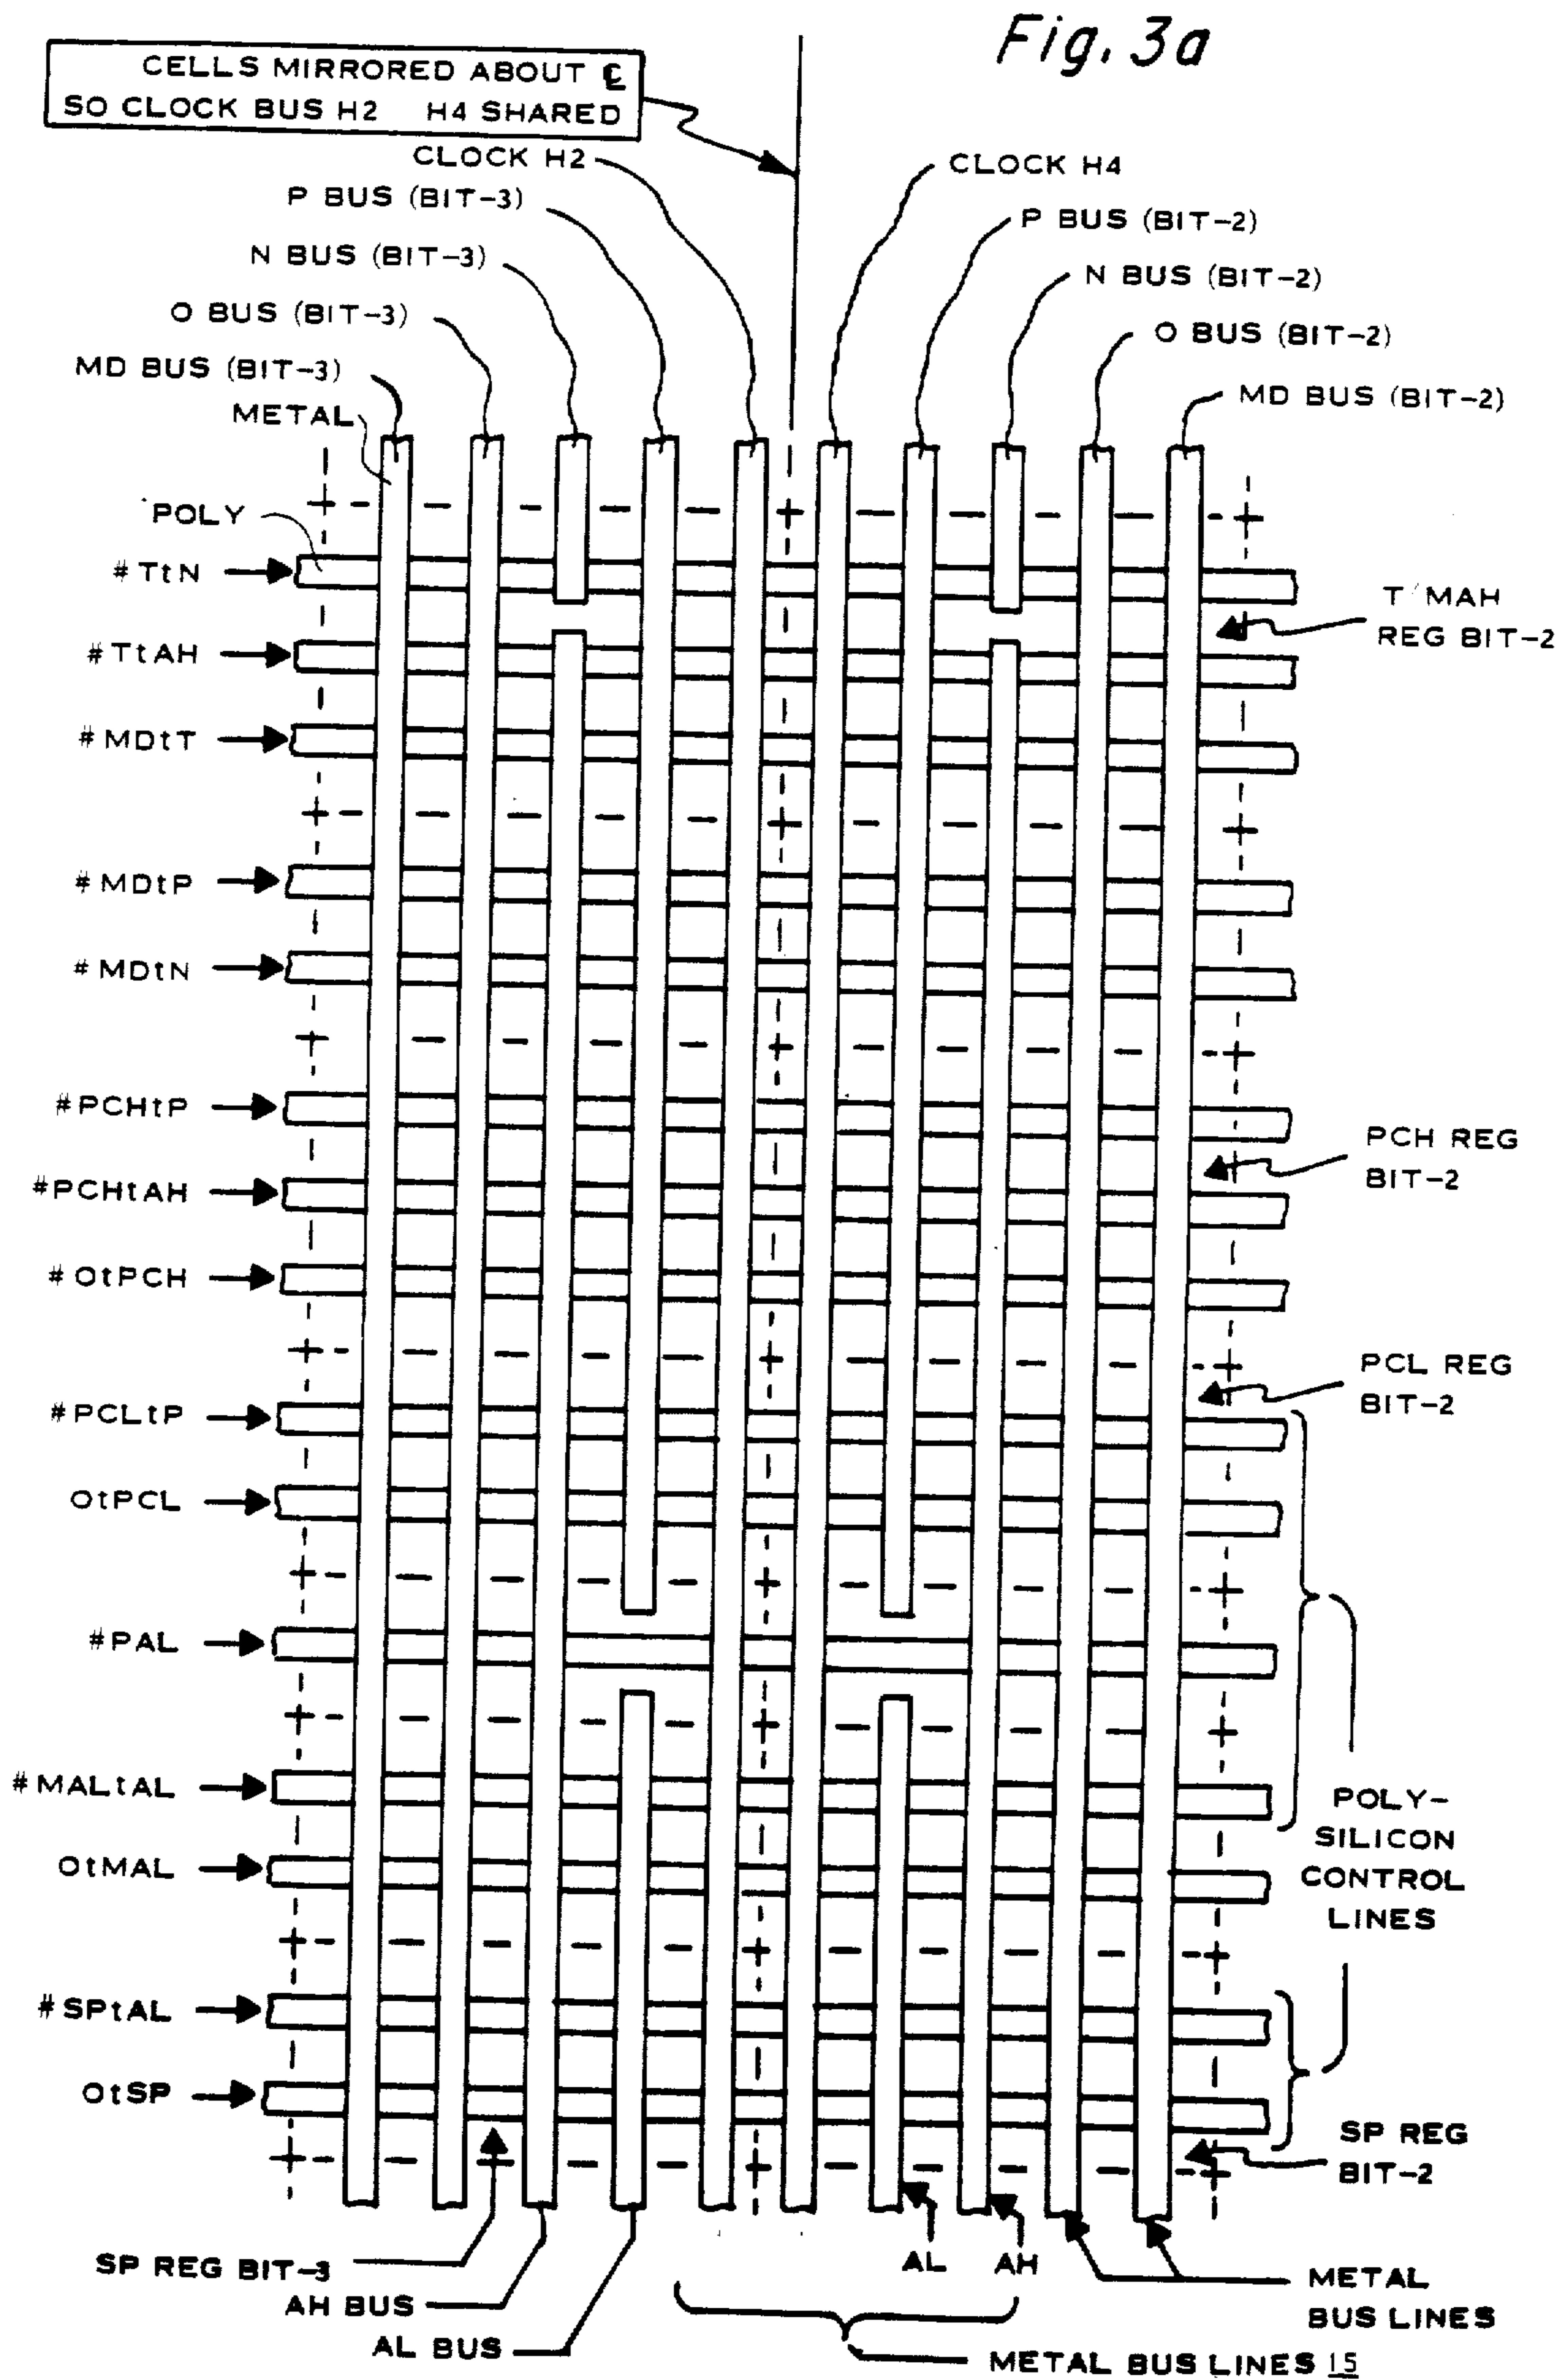 Fig. 3a
CELLS MIRRORED ABOUT ℄
SO CLOCK BUS H2 H4 SHARED
CLOCK H2
CLOCK H4
P BUS (BIT-3)
P BUS (BIT-2)
N BUS (BIT-3)
N BUS (BIT-2)
O BUS (BIT-3)
O BUS (BIT-2)
MD BUS (BIT-3)
MD BUS (BIT-2)
METAL
POLY
#TtN
T MAH
REG BIT-2
#TtAH
#MDtT
#MDtP
#MDtN
#PCHtP
PCH REG
BIT-2
#PCHtAH
#OtPCH
PCL REG
BIT-2
#PCLtP
OtPCL
#PAL
#MALtAL
POLY-
SILICON
CONTROL
LINES
OtMAL
#SPtAL
OtSP
SP REG
BIT-2
SP REG BIT-3
AL
AH
METAL
BUS LINES
AH BUS
AL BUS
METAL BUS LINES 15